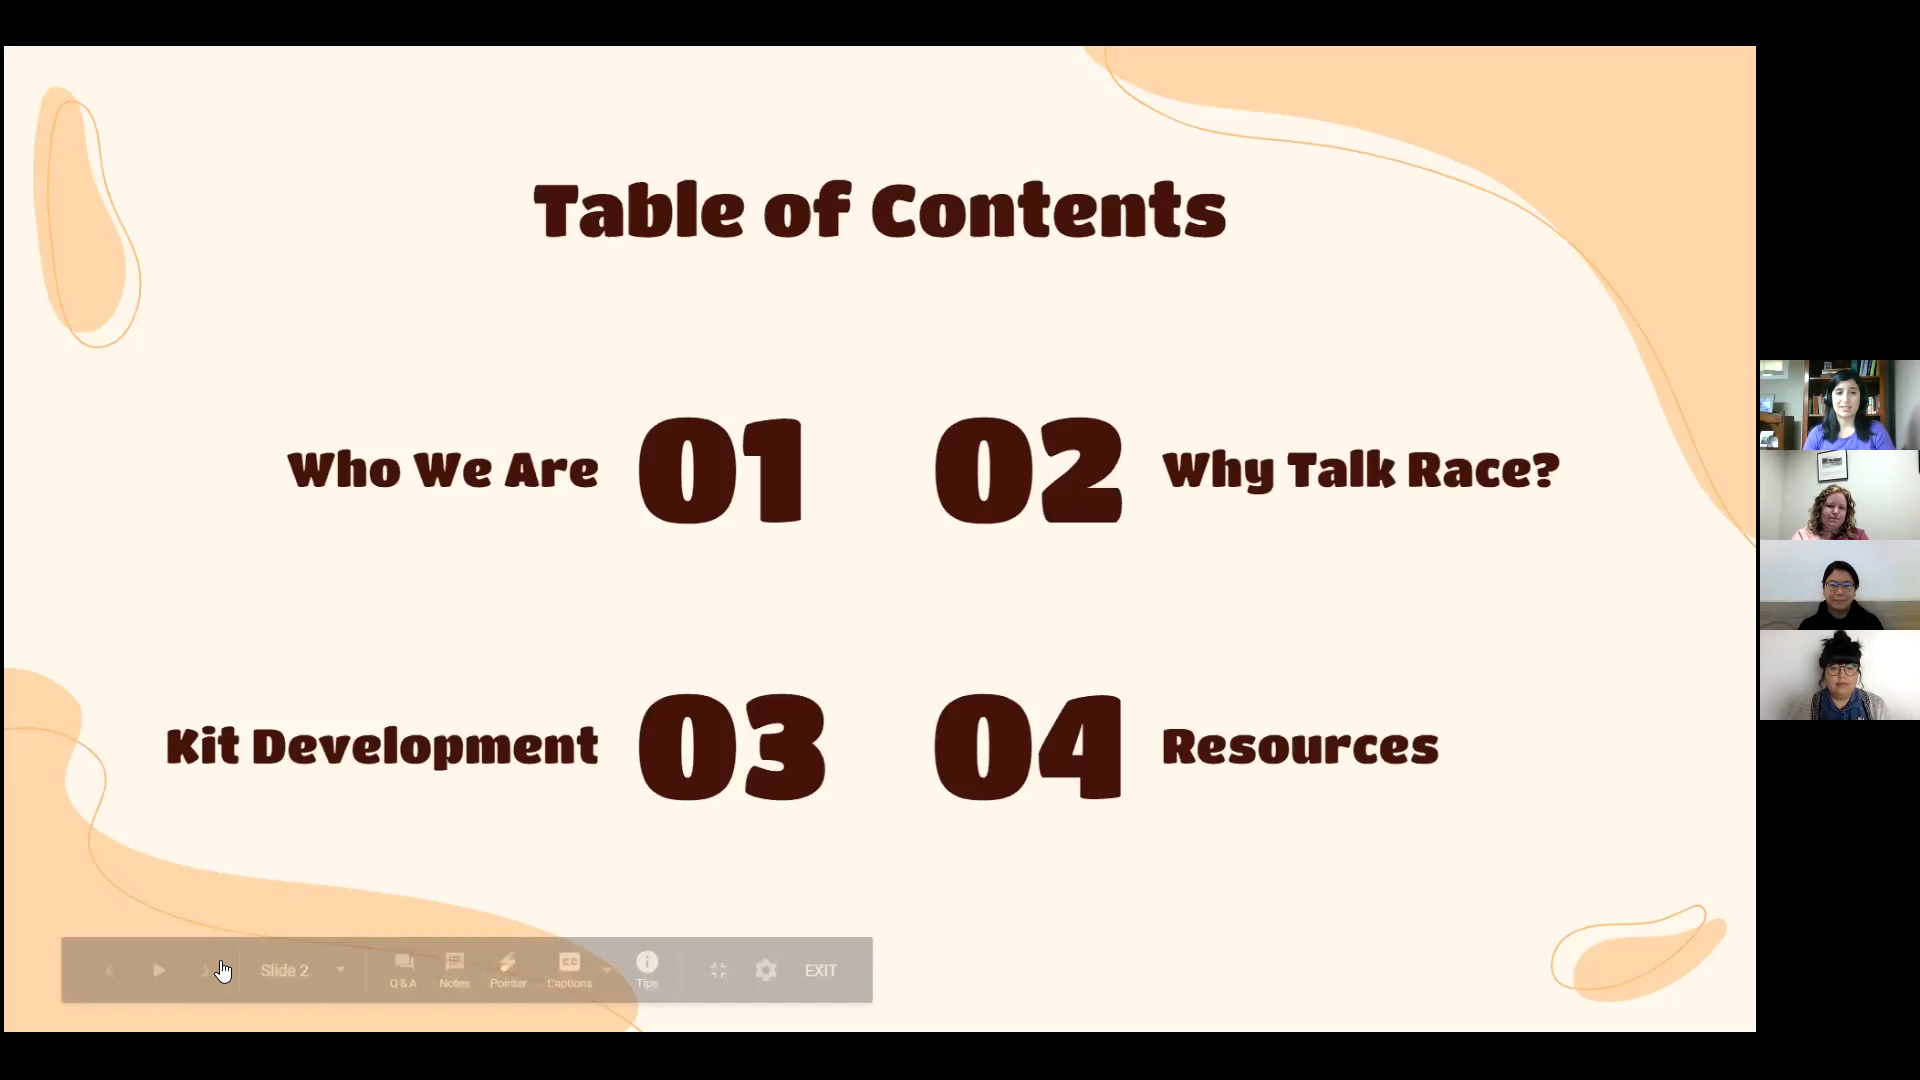 Table of Contents
Who We Are 01
02 Why Talk Race?
Kit Development 03
04 Resources
Slide 2
Q & A
Notes
Pointer
Captions
Tips
EXIT